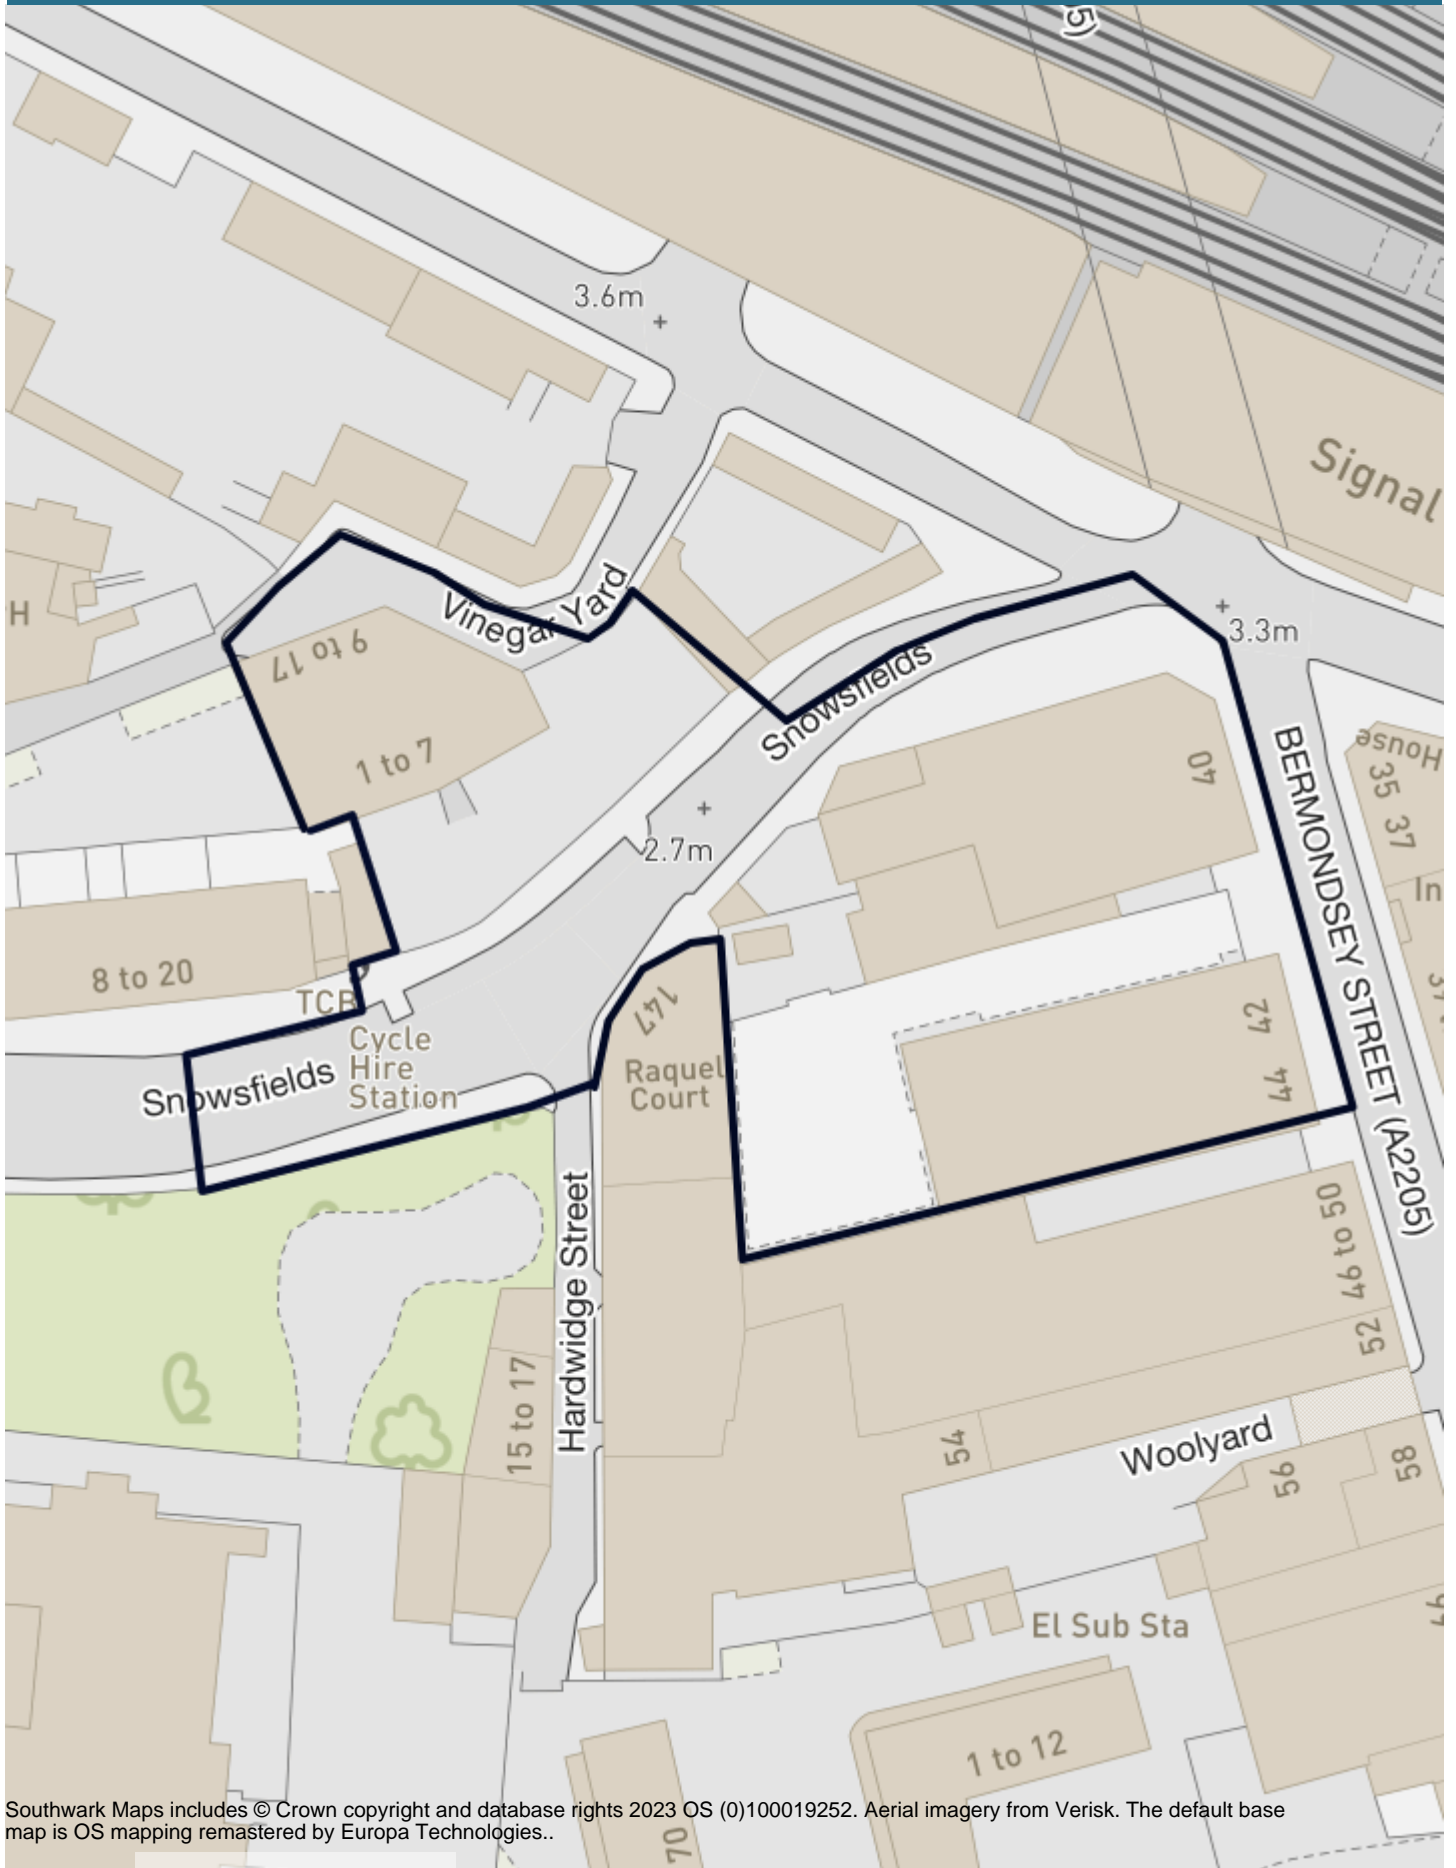 5)
3.6m
Signal
Vinegar Yard
H
9 to 17
3.3m
Snowsfields
1 to 7
40
BERMONDSEY STREET (A2205)
House
35
37
2.7m
In
8 to 20
TCB
147
42
Cycle
Hire
Station
Snowsfields
Raquel
Court
44
Hardwidge Street
46 to 50
52
15 to 17
54
Woolyard
56
58
El Sub Sta
1 to 12
70
Southwark Maps includes © Crown copyright and database rights 2023 OS (0)100019252. Aerial imagery from Verisk. The default base
map is OS mapping remastered by Europa Technologies..